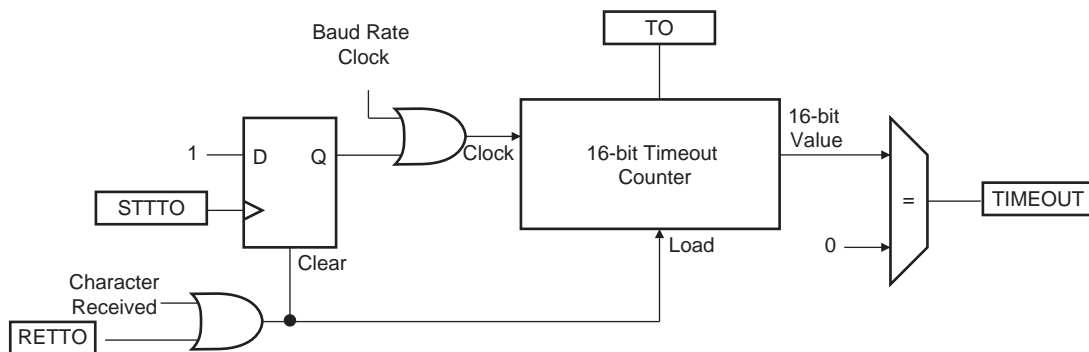 TO
Baud Rate
Clock
1
D
Q
Clock
16-bit Timeout
Counter
16-bit
Value
=
TIMEOUT
STTTO
0
Load
Clear
Character
Received
RETTO